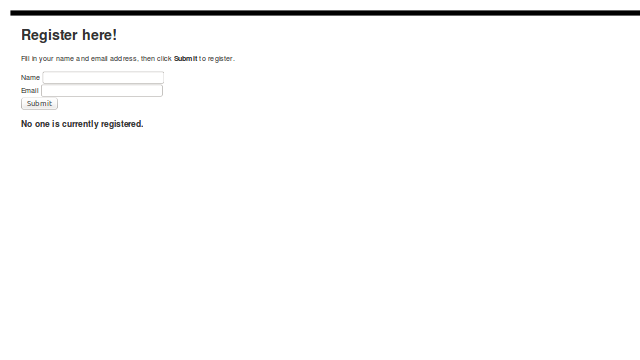 Register here!
Fill in your name and email address, then click Submit to register.
Name
Email
Submit
No one is currently registered.